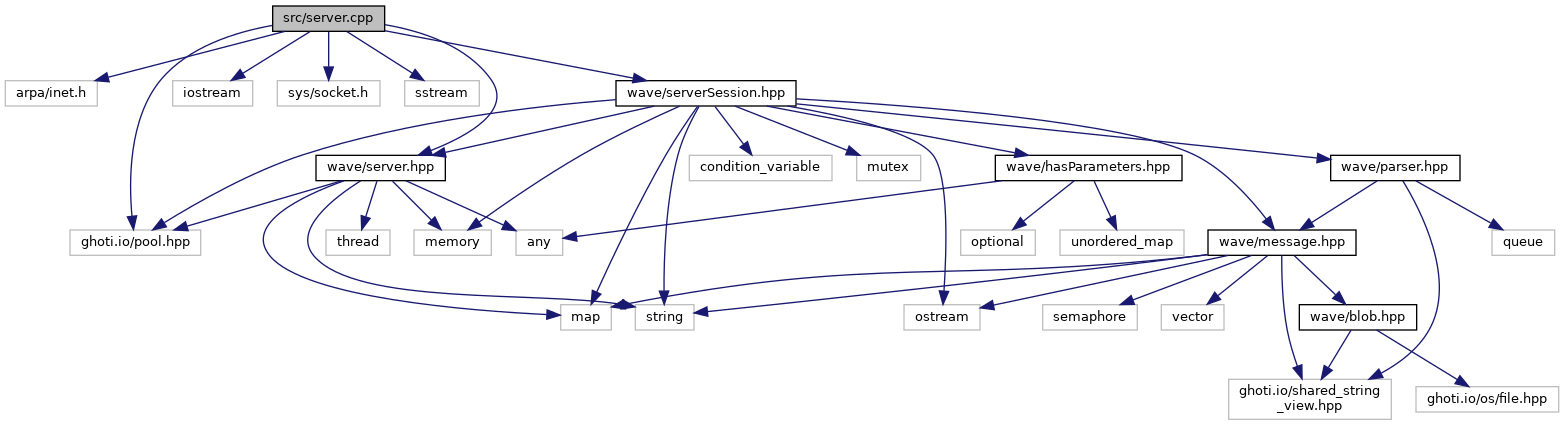 src/server.cpp
arpa/inet.h
iostream
sys/socket.h
sstream
wave/serverSession.hpp
wave/server.hpp
condition_variable
mutex
wave/hasParameters.hpp
wave/parser.hpp
ghoti.io/pool.hpp
thread
memory
any
optional
unordered_map
wave/message.hpp
queue
map
string
ostream
semaphore
vector
wave/blob.hpp
ghoti.io/shared_string
_view.hpp
ghoti.io/os/file.hpp